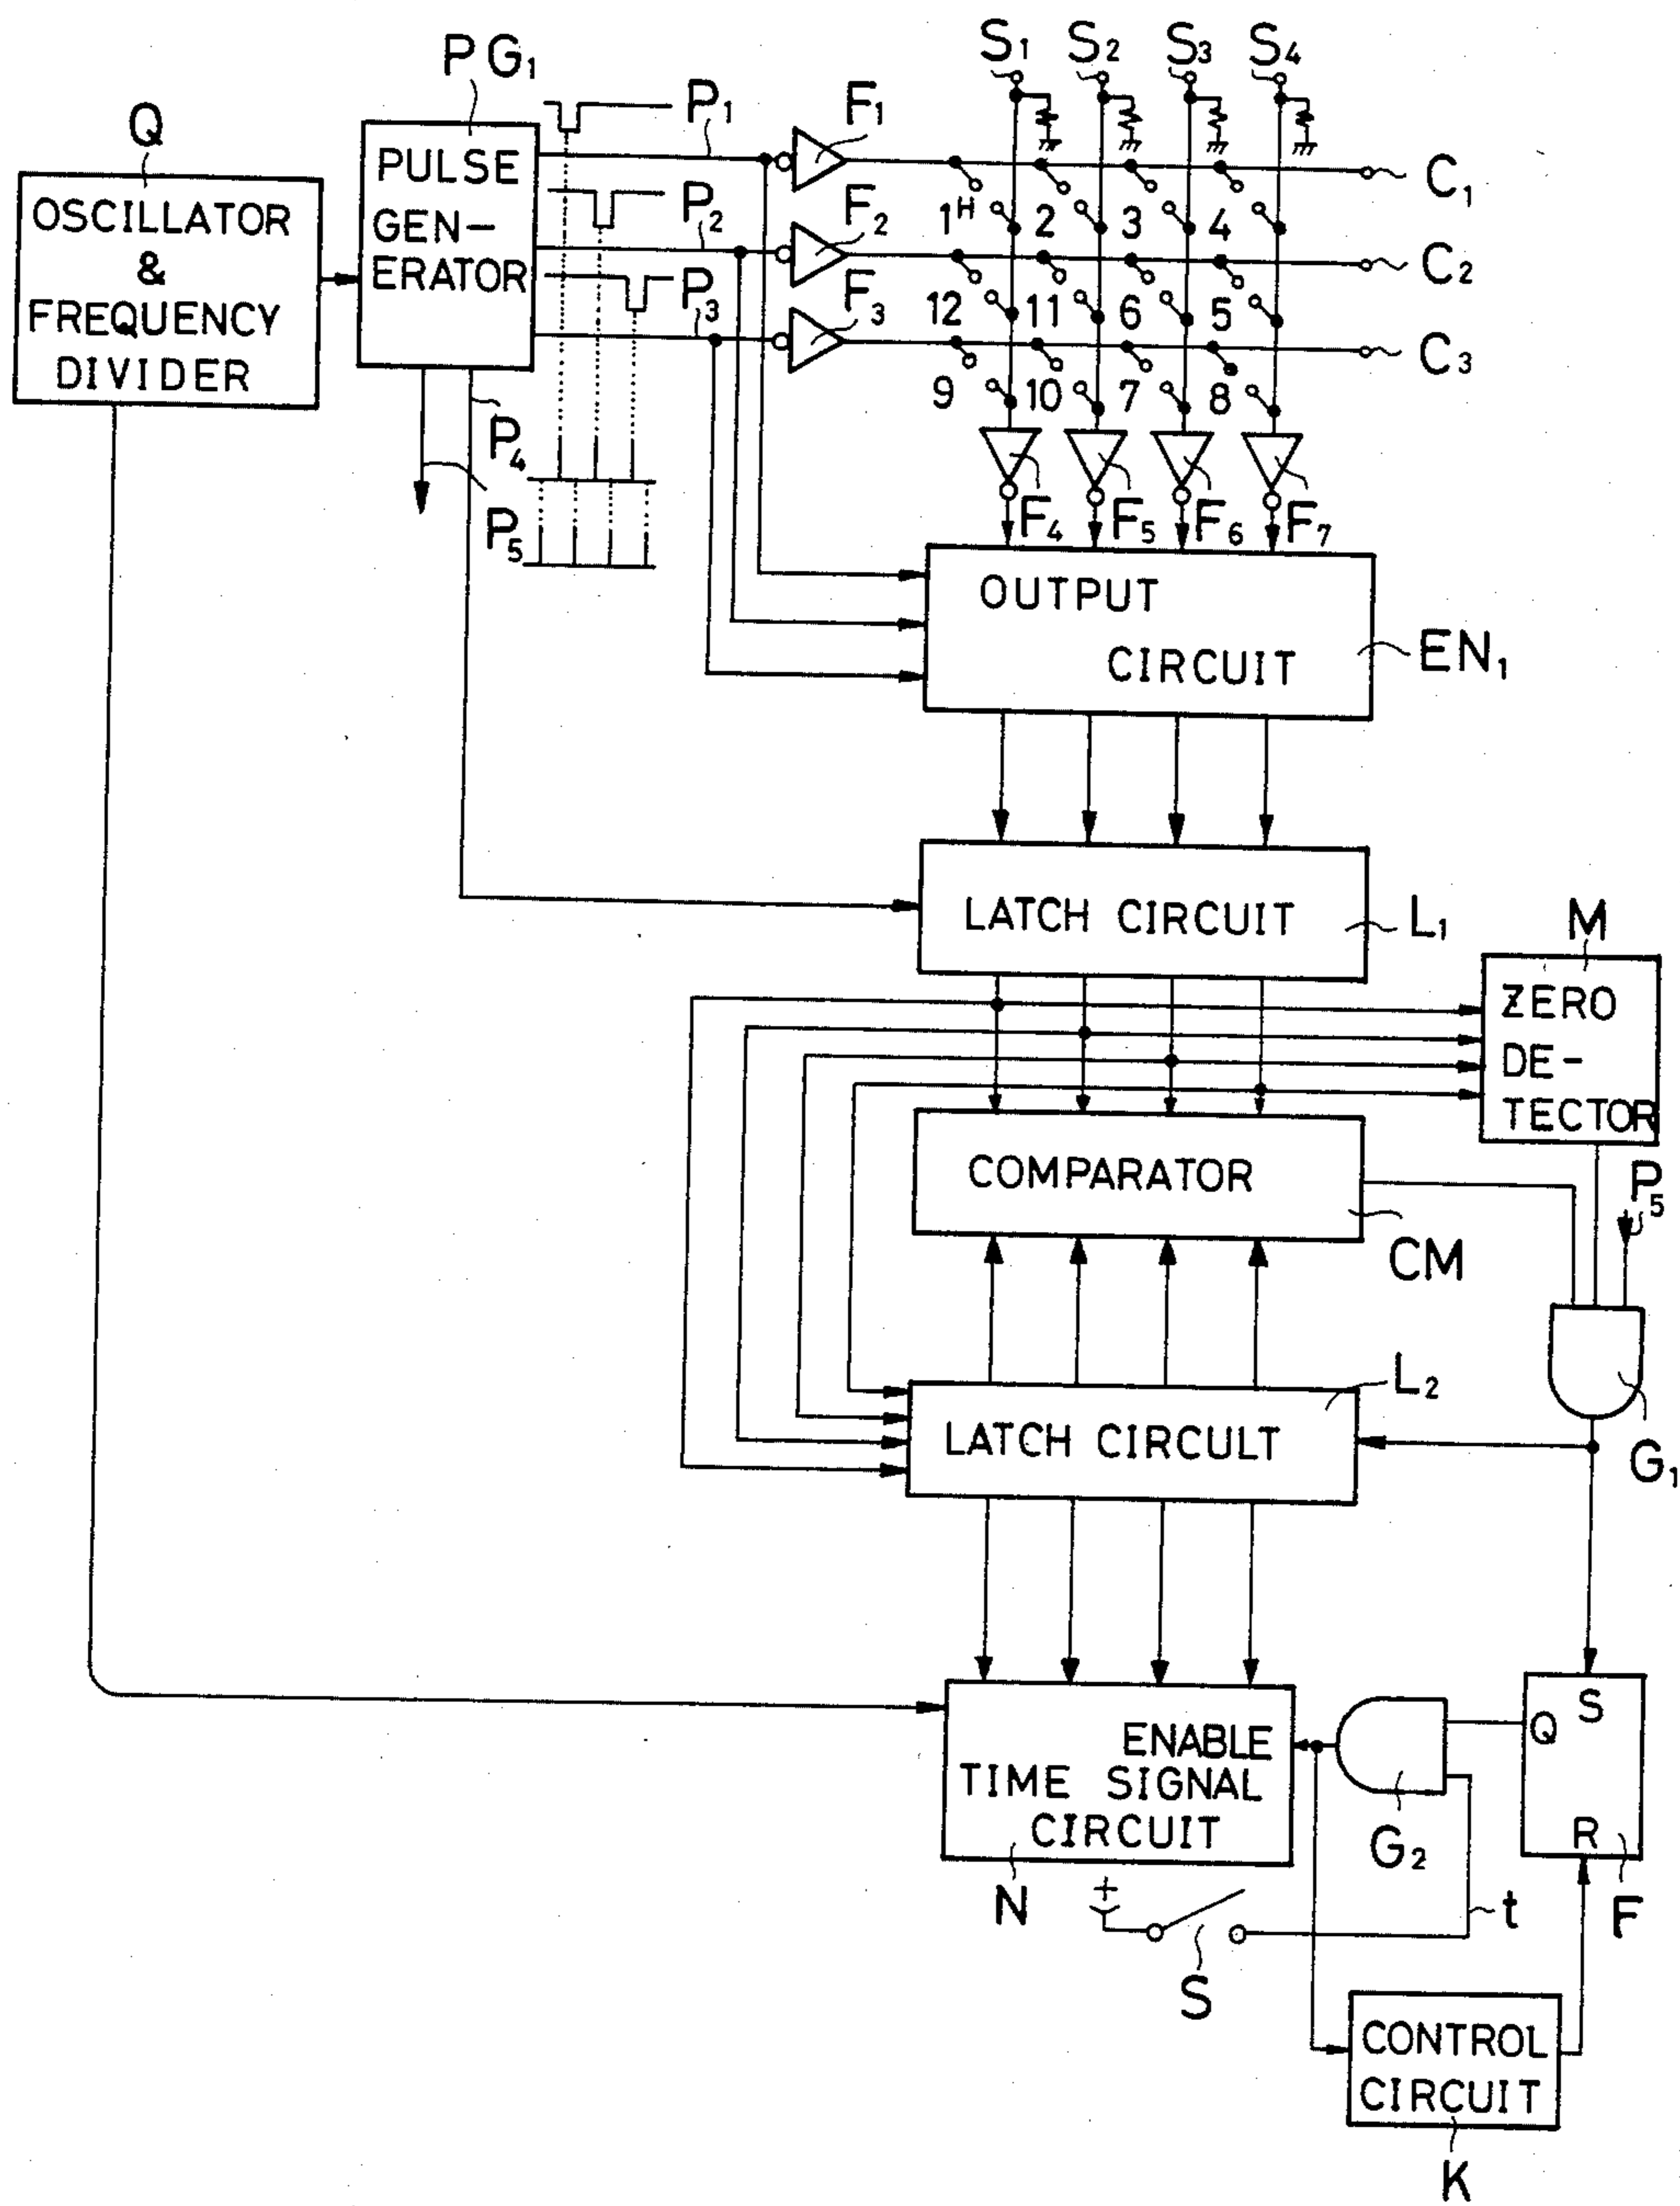 S1 S2 S3 S4
PG1
Q
P1
F1
PULSE
GEN-
ERATOR
OSCILLATOR
&
FREQUENCY
DIVIDER
C1
P2
F2
1H 2 3 4
C2
P3
F3
12 11 6 5
C3
9 10 7 8
P4
P5
F4 F5 F6 F7
OUTPUT
CIRCUIT
EN1
LATCH CIRCUIT
L1
M
ZERO
DE-
TECTOR
COMPARATOR
CM
P5
L2
LATCH CIRCULT
G1
S
Q
R
F
ENABLE
TIME SIGNAL
CIRCUIT
N
G2
t
+
S
CONTROL
CIRCUIT
K